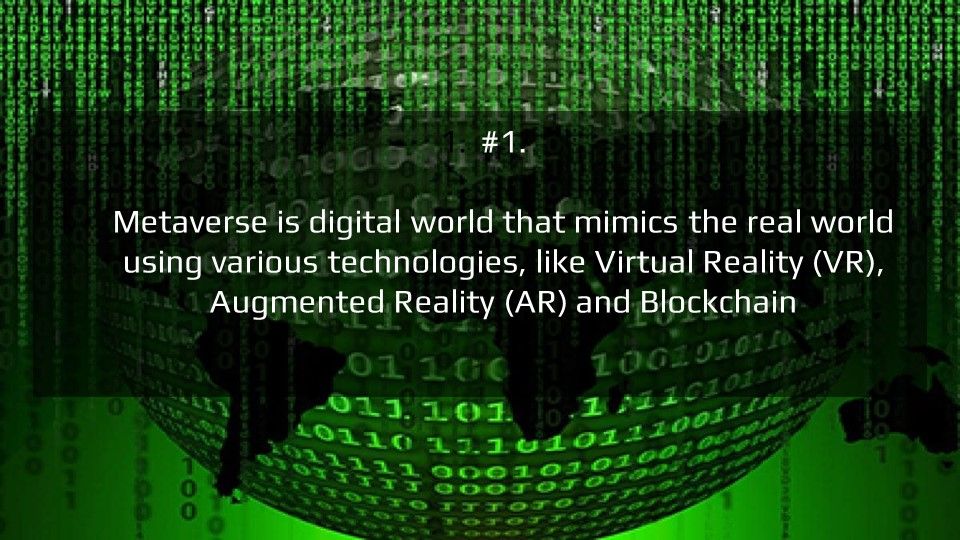 #1.
Metaverse is digital world that mimics the real world
using various technologies, like Virtual Reality (VR),
Augmented Reality (AR) and Blockchain